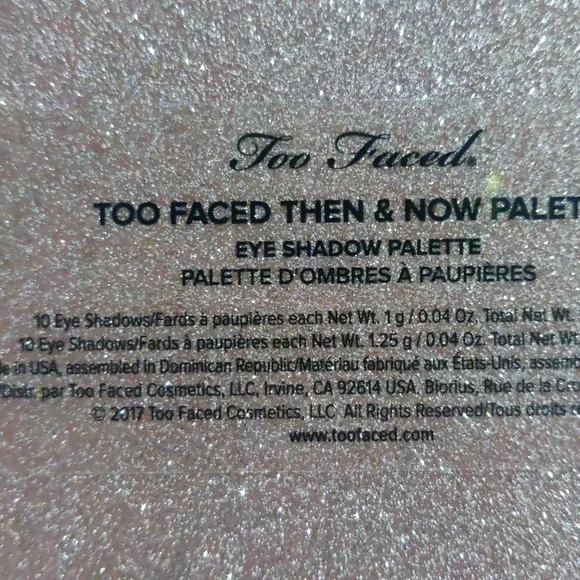 Too Faced®
TOO FACED THEN & NOW PALET
EYE SHADOW PALETTE
PALETTE D'OMBRES À PAUPIÈRES
10 Eye Shadows/Fards à paupières each Net Wt. 1 g / 0.04 Oz. Total Net Wt.
12 Eye Shadows/Fards à paupières each Net Wt. 1.25 g / 0.04 Oz. Total Net Wt.
in USA, assembled in Dominican Republic/Matériau fabriqué aux États-Unis, assem
/Distr. par Too Faced Cosmetics, LLC, Irvine, CA 92614 USA. Biorius, Rue de la Cro
© 2017 Too Faced Cosmetics, LLC All Rights Reserved/Tous droits
www.toofaced.com